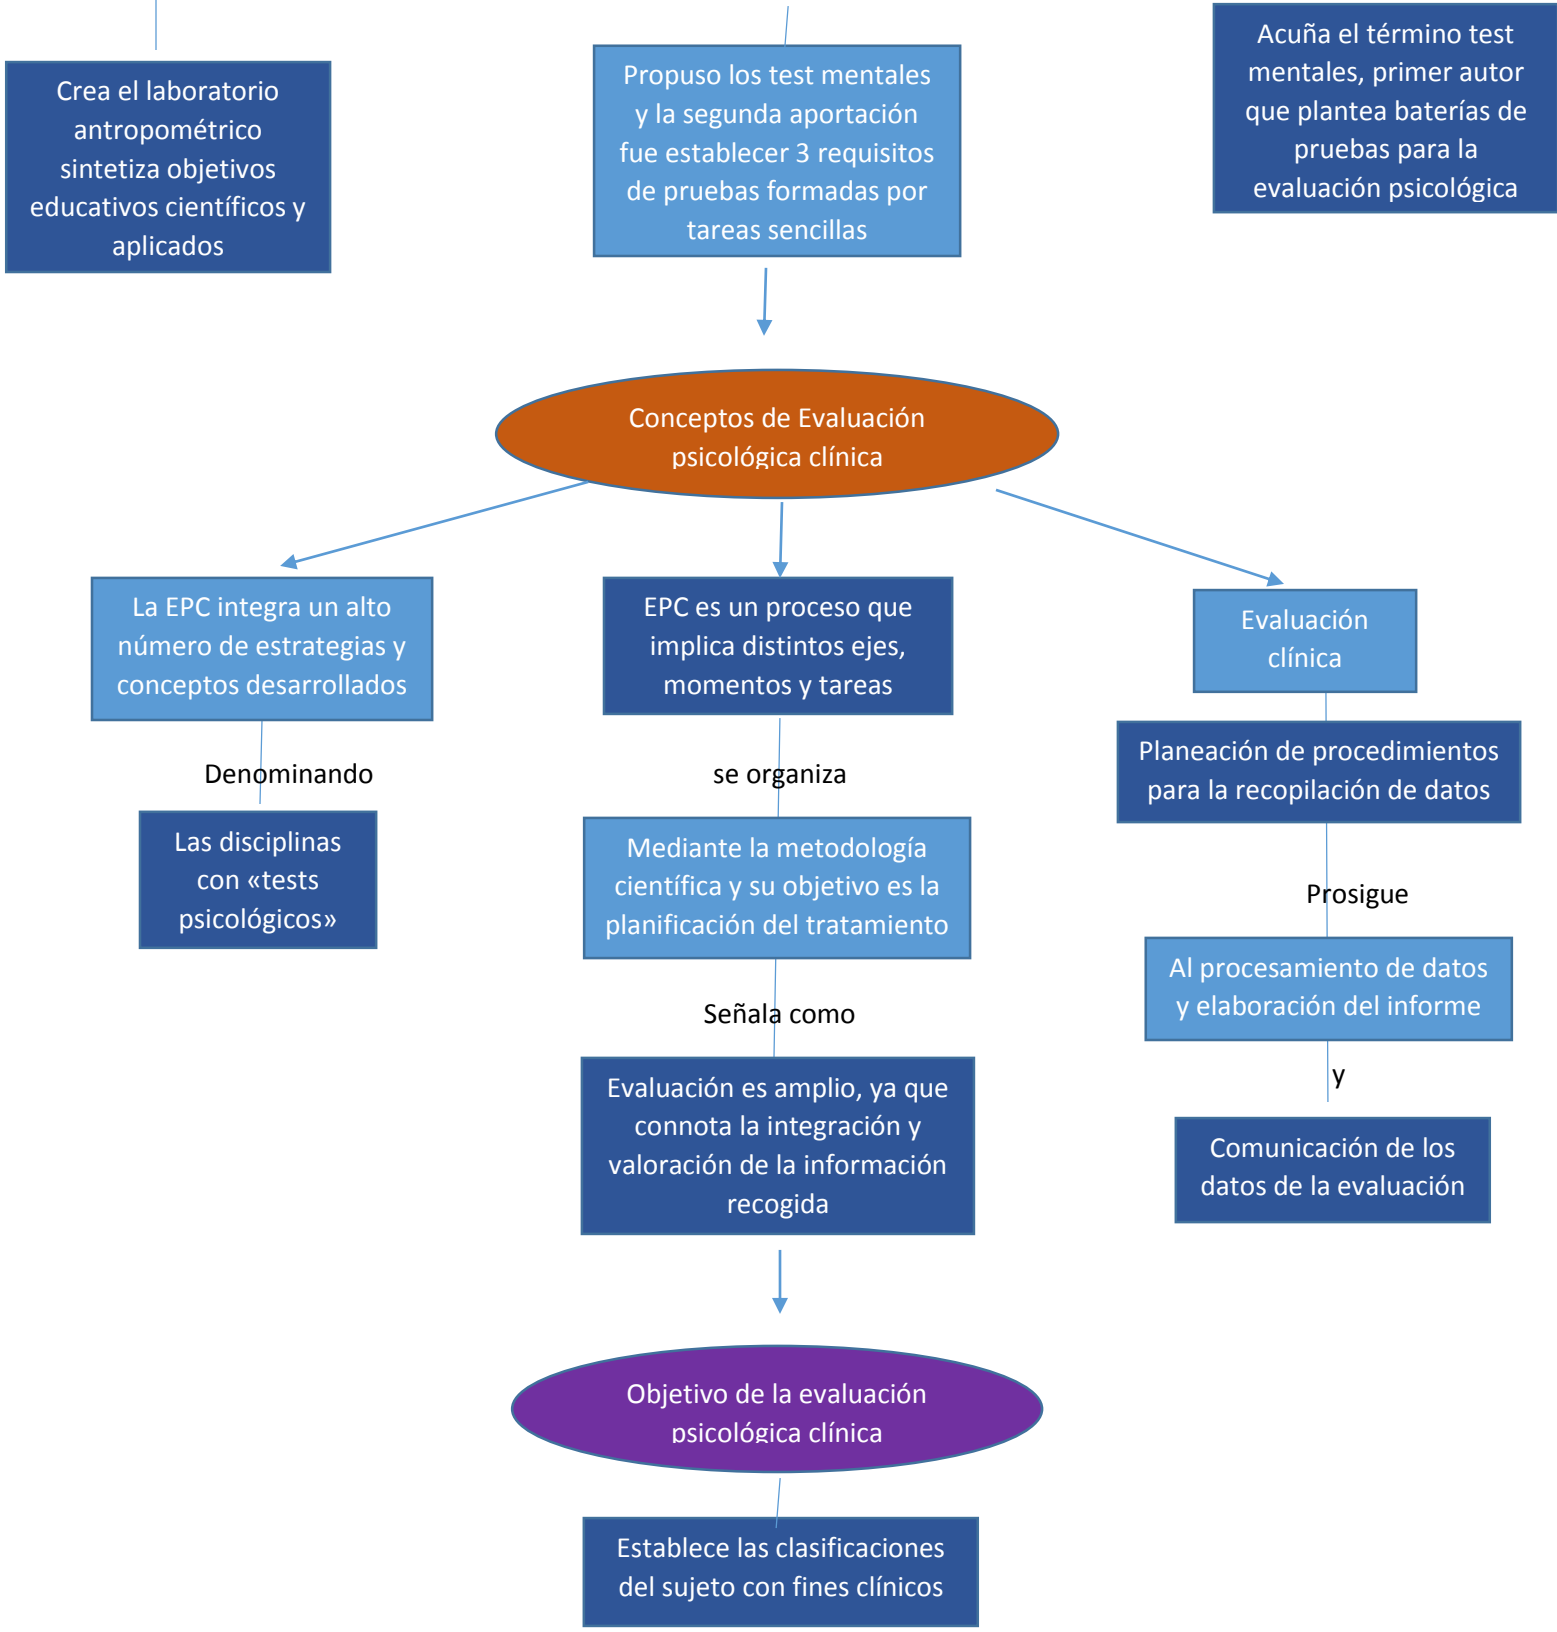 Crea el laboratorio
antropométrico
sintetiza objetivos
educativos científicos y
aplicados
Propuso los test mentales
y la segunda aportación
fue establecer 3 requisitos
de pruebas formadas por
tareas sencillas
Acuña el término test
mentales, primer autor
que plantea baterías de
pruebas para la
evaluación psicológica
Conceptos de Evaluación
psicológica clínica
La EPC integra un alto
número de estrategias y
conceptos desarrollados
Denominando
Las disciplinas
con «tests
psicológicos»
EPC es un proceso que
implica distintos ejes,
momentos y tareas
se organiza
Mediante la metodología
científica y su objetivo es la
planificación del tratamiento
Señala como
Evaluación es amplio, ya que
connota la integración y
valoración de la información
recogida
Evaluación
clínica
Planeación de procedimientos
para la recopilación de datos
Prosigue
Al procesamiento de datos
y elaboración del informe
y
Comunicación de los
datos de la evaluación
Objetivo de la evaluación
psicológica clínica
Establece las clasificaciones
del sujeto con fines clínicos